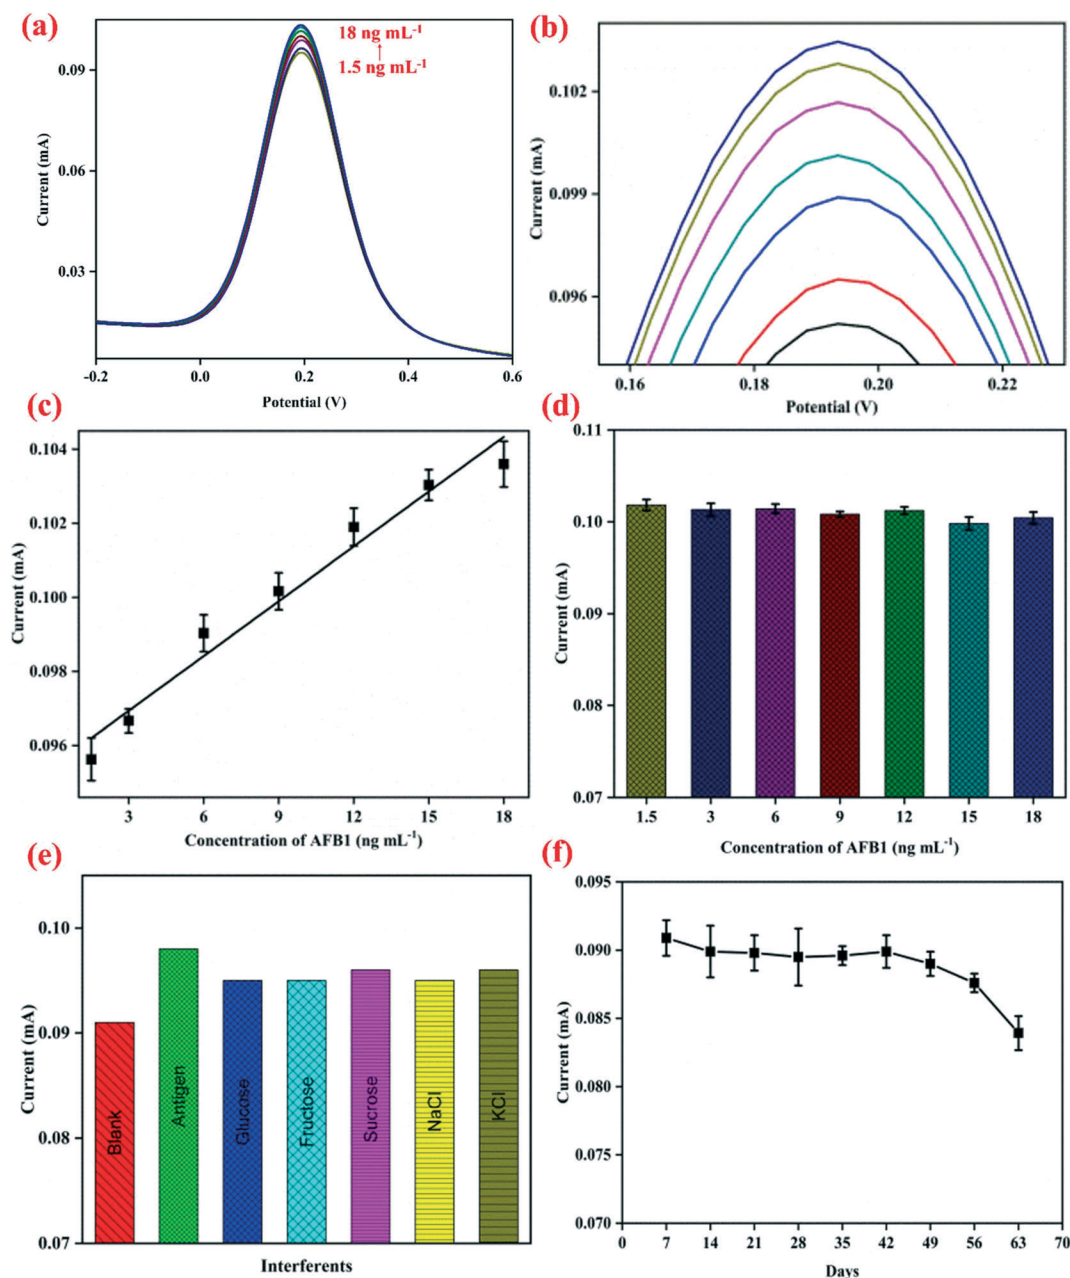 (a)
18 ng mL-1
1.5 ng mL-1
0.09
0.06
0.03
Current (mA)
-0.2 0.0 0.2 0.4 0.6
Potential (V)
(b)
0.102
0.099
0.096
Current (mA)
0.16 0.18 0.20 0.22
Potential (V)
(c)
0.104
0.102
0.100
0.098
0.096
Current (mA)
3 6 9 12 15 18
Concentration of AFB1 (ng mL-1)
(d)
0.11
0.10
0.09
0.08
0.07
Current (mA)
1.5 3 6 9 12 15 18
Concentration of AFB1 (ng mL-1)
(e)
0.10
0.09
0.08
0.07
Current (mA)
Blank
Antigen
Glucose
Fructose
Sucrose
NaCl
KCl
Interferents
(f)
0.095
0.090
0.085
0.080
0.075
0.070
Current (mA)
0 7 14 21 28 35 42 49 56 63 70
Days